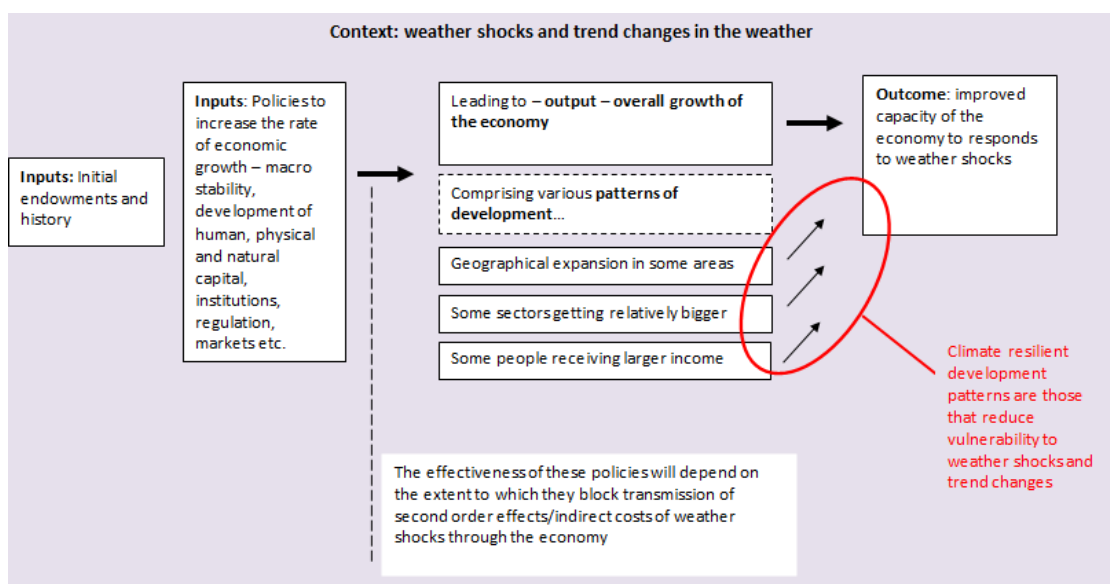 Context: weather shocks and trend changes in the weather
Inputs: Initial
endowments and
history
Inputs: Policies to
increase the rate
of economic
growth – macro
stability,
development of
human, physical
and natural
capital,
institutions,
regulation,
markets etc.
Leading to – output – overall growth of
the economy
Comprising various patterns of
development...
Geographical expansion in some areas
Some sectors getting relatively bigger
Some people receiving larger income
Outcome: improved
capacity of the
economy to responds
to weather shocks
Climate resilient
development
patterns are those
that reduce
vulnerability to
weather shocks and
trend changes
The effectiveness of these policies will depend on
the extent to which they block transmission of
second order effects/indirect costs of weather
shocks through the economy